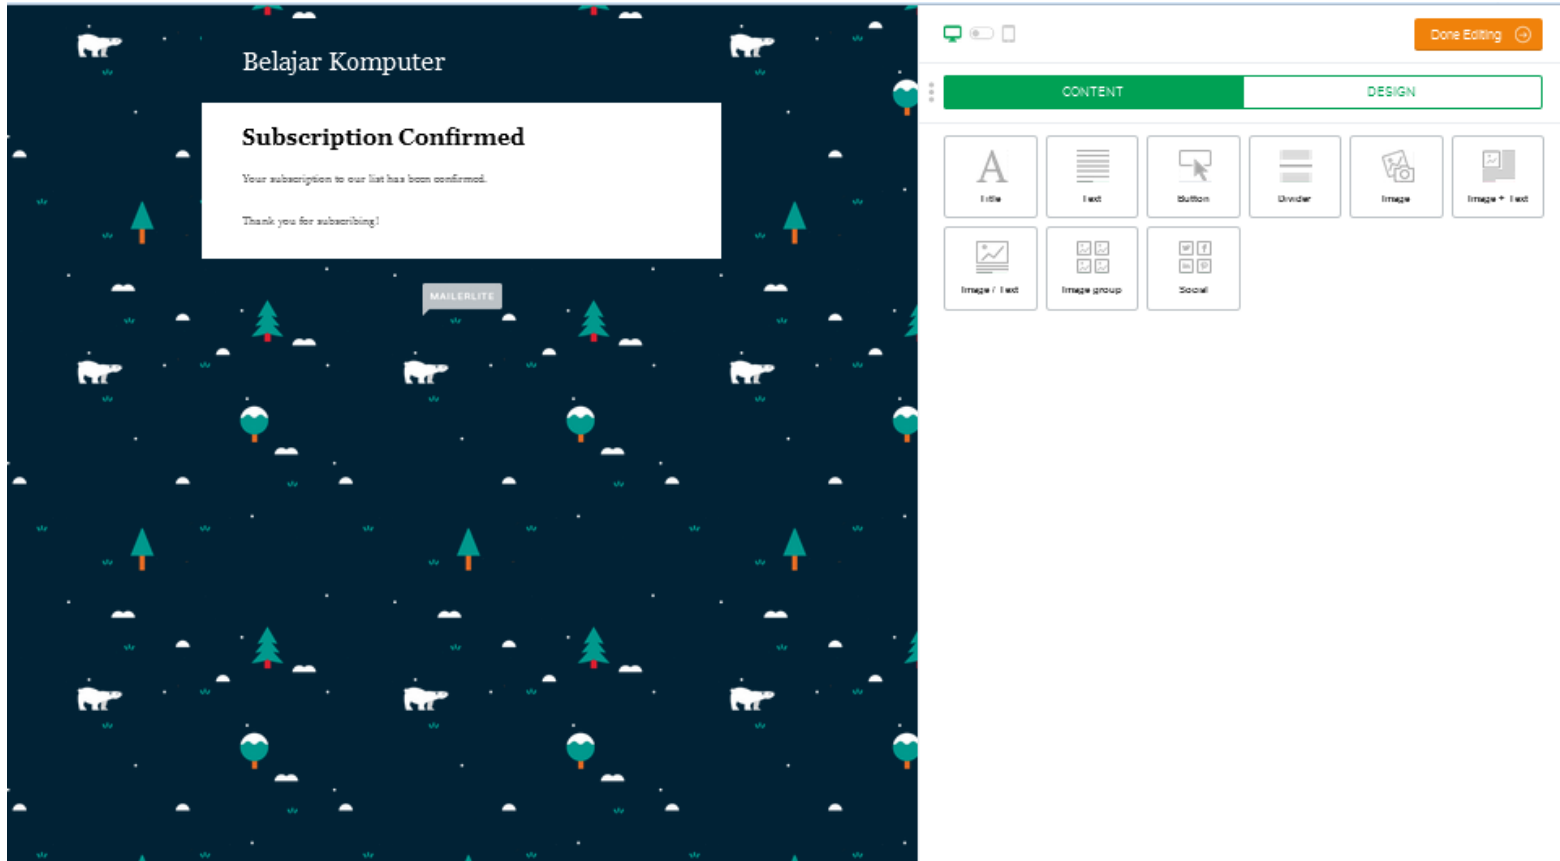 Belajar Komputer
Subscription Confirmed
Your subscription to our list has been confirmed.
Thank you for subscribing!
MAILERLITE
Done Editing
CONTENT
DESIGN
Title
Text
Button
Divider
Image
Image + Text
Image / Text
Image group
Social